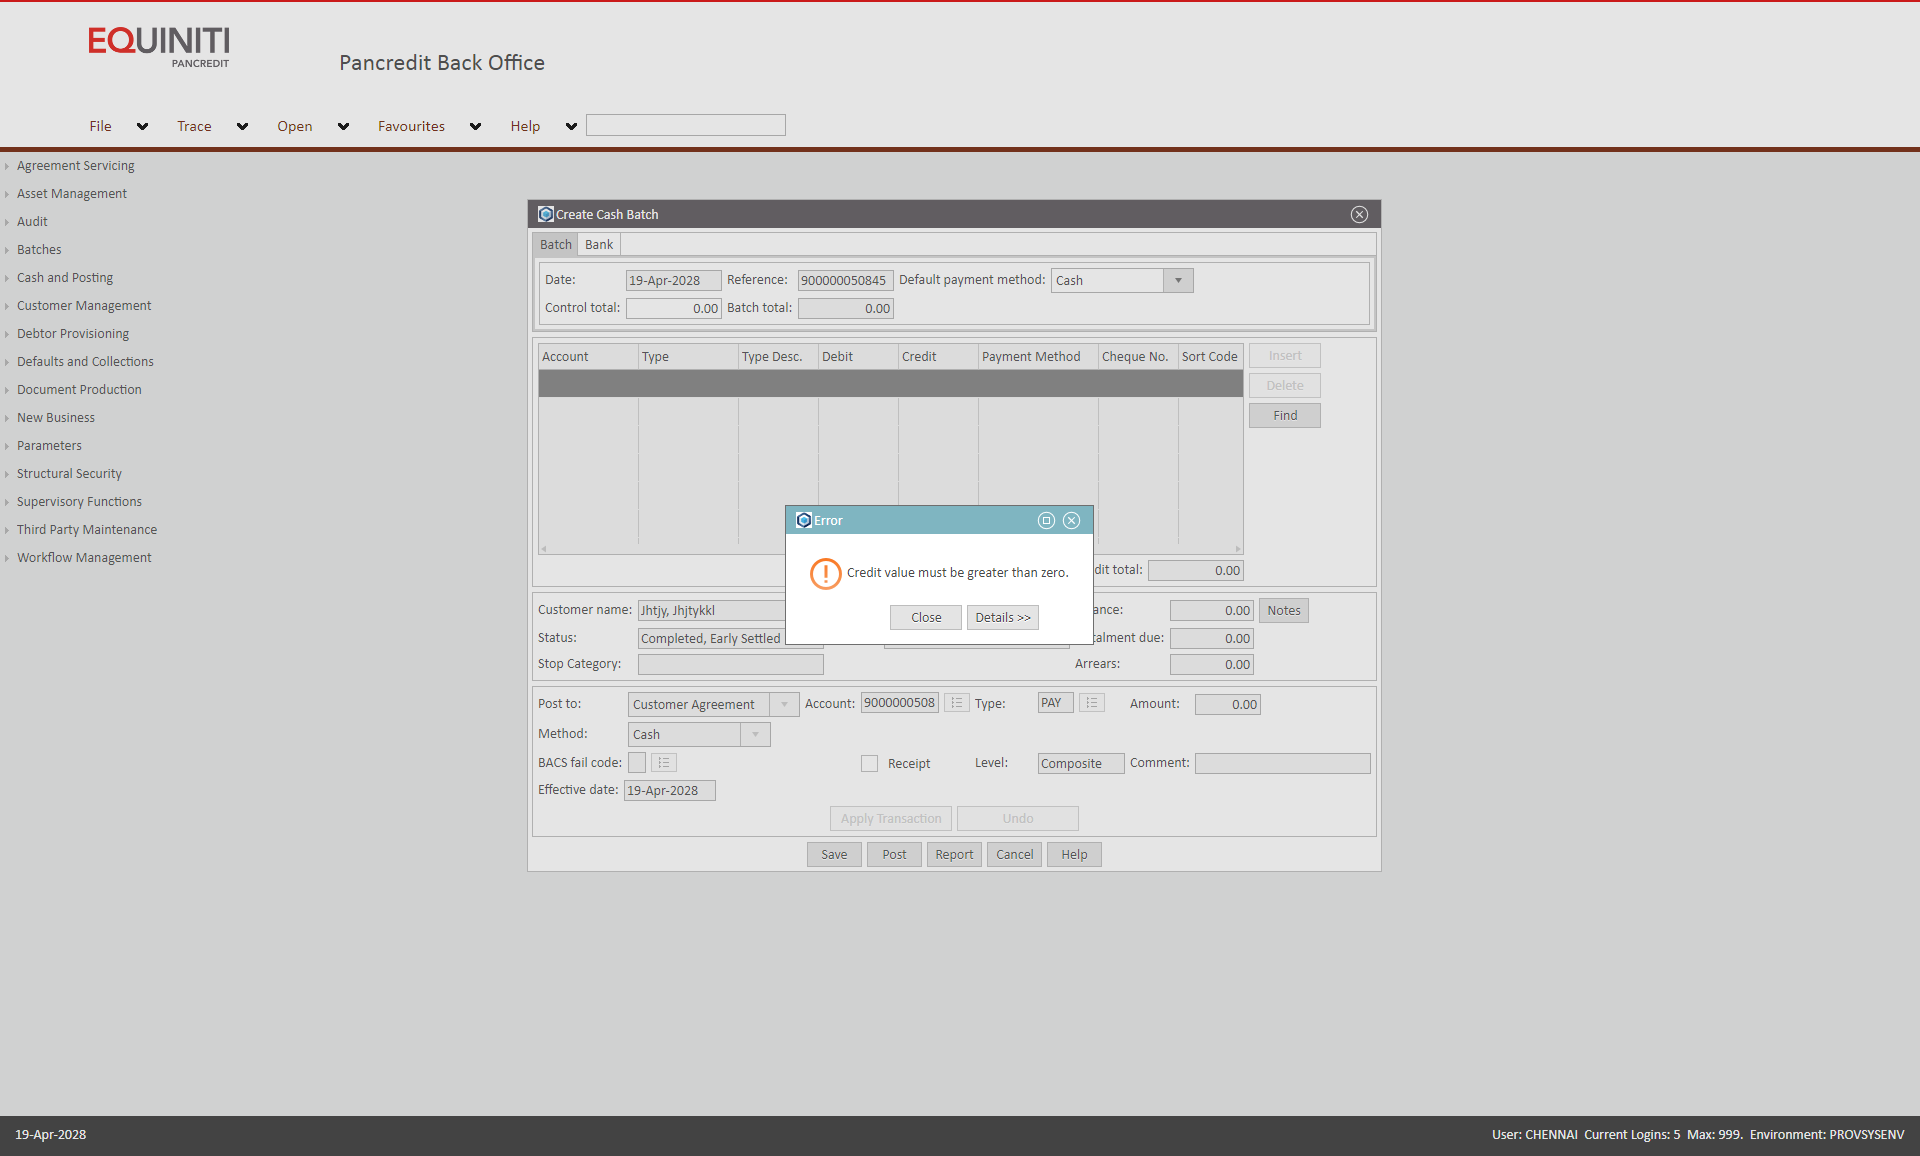 EQUINITI
PANCREDIT
Pancredit Back Office
File Trace Open Favourites Help
Agreement Servicing
Asset Management
Audit
Batches
Cash and Posting
Customer Management
Debtor Provisioning
Defaults and Collections
Document Production
New Business
Parameters
Structural Security
Supervisory Functions
Third Party Maintenance
Workflow Management
Create Cash Batch
Batch Bank
Date: 19-Apr-2028 Reference: 900000050845 Default payment method: Cash
Control total: 0.00 Batch total: 0.00
Account Type Type Desc. Debit Credit Payment Method Cheque No. Sort Code
Insert
Delete
Find
Error
Credit value must be greater than zero.
Close Details >>
dit total: 0.00
Customer name: Jhtjy, Jhjtykkl ance: 0.00 Notes
Status: Completed, Early Settled alment due: 0.00
Stop Category: Arrears: 0.00
Post to: Customer Agreement Account: 9000000508 Type: PAY Amount: 0.00
Method: Cash
BACS fail code: Receipt Level: Composite Comment:
Effective date: 19-Apr-2028
Apply Transaction Undo
Save Post Report Cancel Help
19-Apr-2028 User: CHENNAI Current Logins: 5 Max: 999. Environment: PROVSYSENV